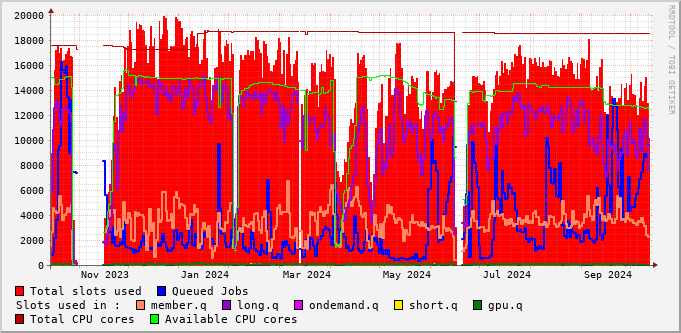 20000
18000
16000
14000
12000
10000
8000
6000
4000
2000
0
Nov 2023 Jan 2024 Mar 2024 May 2024 Jul 2024 Sep 2024
RRDTOOL / TOBI OETIKER
Total slots used Queued Jobs
Slots used in : member.q long.q ondemand.q short.q gpu.q
Total CPU cores Available CPU cores